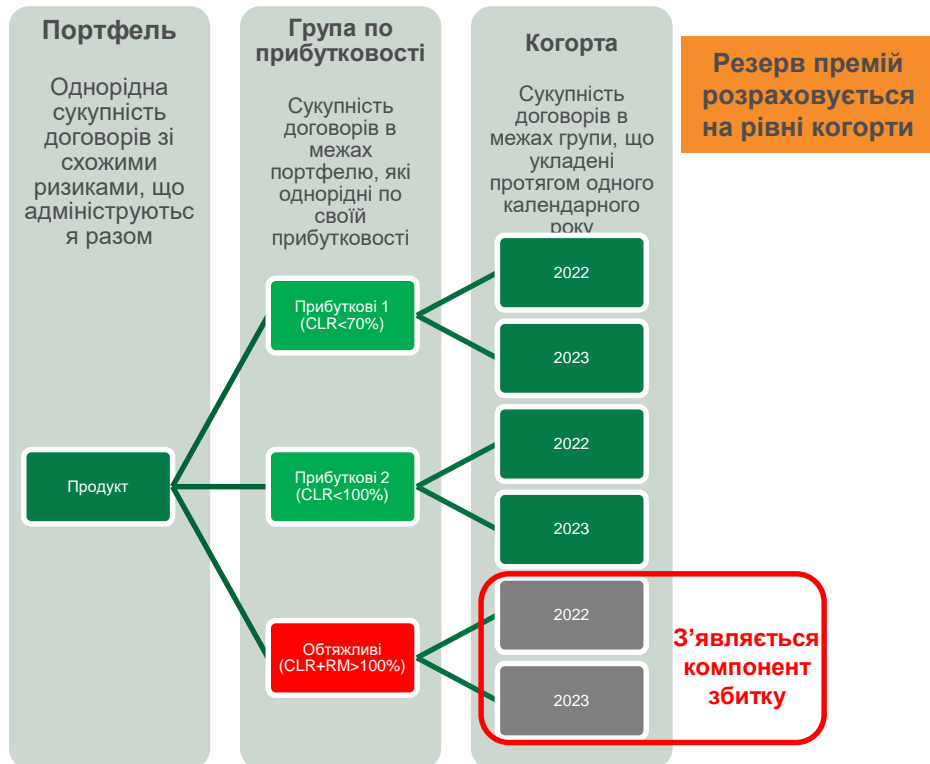 Портфель
Однорідна
сукупність
договорів зі
схожими
ризиками, що
адмініструютьс
я разом
Група по
прибутковості
Сукупність
договорів в
межах
портфелю, які
однорідні по
своїй
прибутковості
Когорта
Сукупність
договорів в
межах групи, що
укладені
протягом одного
календарного
року
Резерв премій
розраховується
на рівні когорти
Продукт
Прибуткові 1
(CLR<70%)
2022
2023
Прибуткові 2
(CLR<100%)
2022
2023
Обтяжливі
(CLR+RM>100%)
2022
2023
З’являється
компонент
збитку